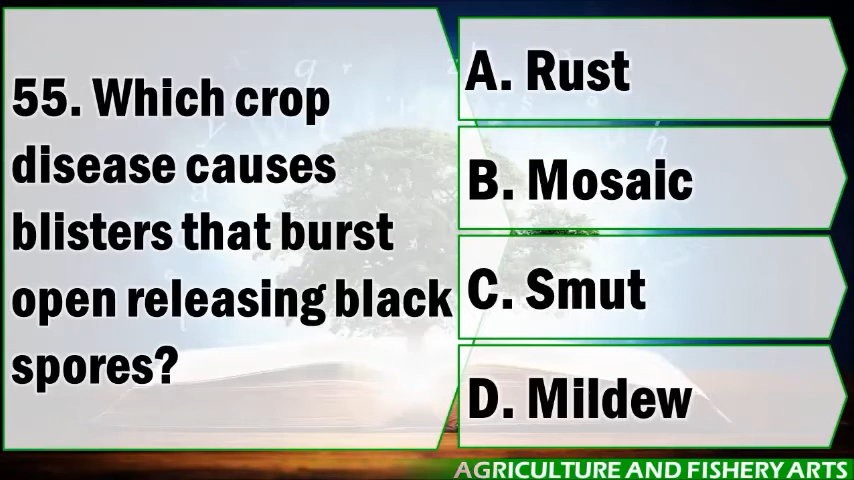 55. Which crop
disease causes
blisters that burst
open releasing black
spores?
A. Rust
B. Mosaic
C. Smut
D. Mildew
AGRICULTURE AND FISHERY ARTS